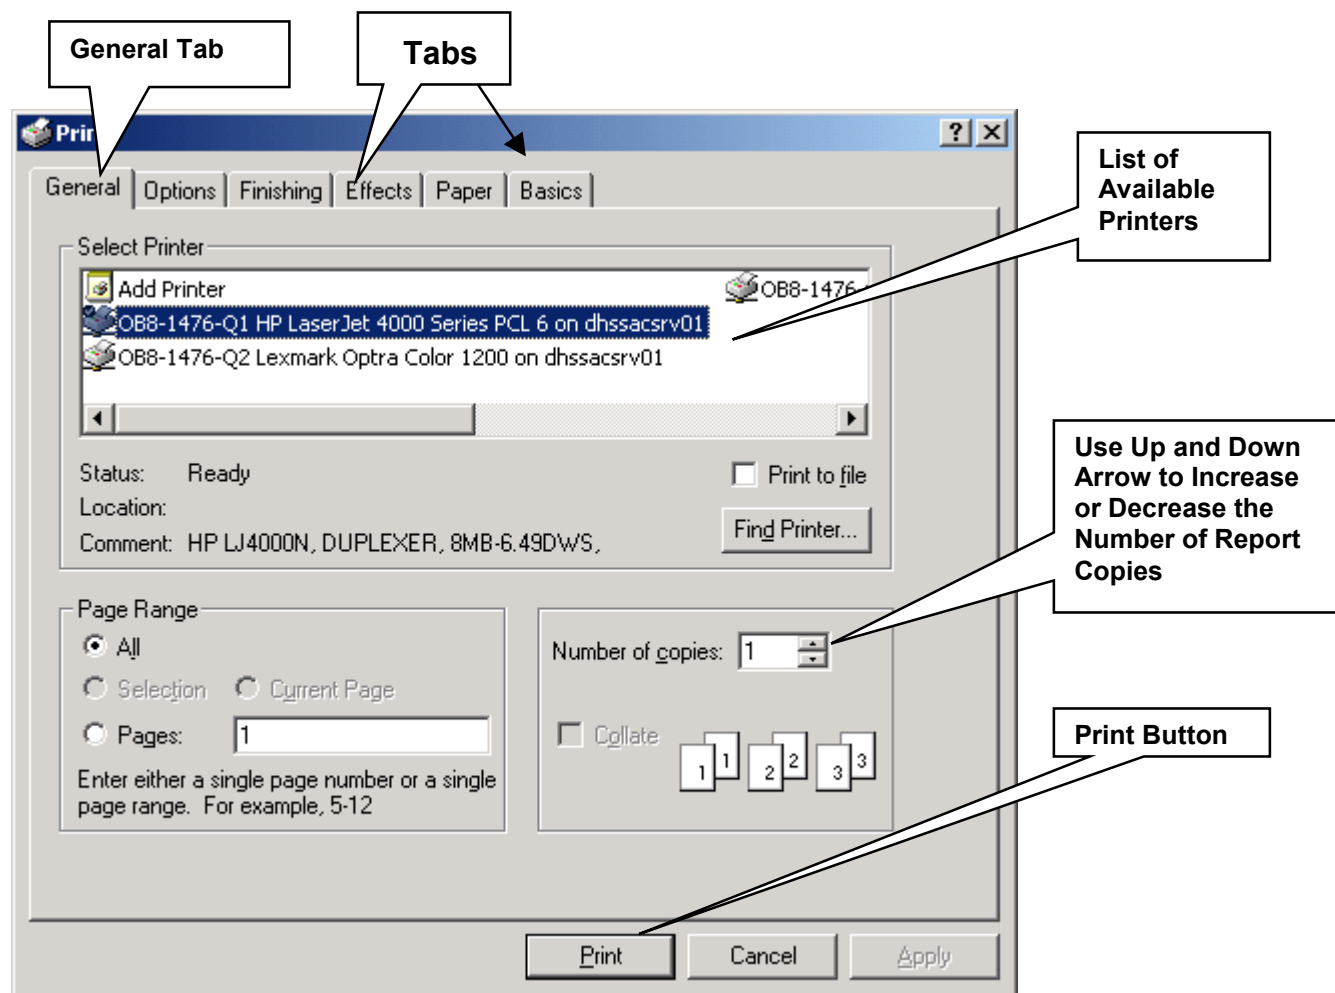 General Tab
Tabs
Prin
General Options Finishing Effects Paper Basics
List of
Available
Printers
Select Printer
Add Printer
OB8-1476-
OB8-1476-Q1 HP LaserJet 4000 Series PCL 6 on dhssacsrv01
OB8-1476-Q2 Lexmark Optra Color 1200 on dhssacsrv01
Status: Ready
Print to file
Location:
Comment: HP LJ4000N, DUPLEXER, 8MB-6.49DWS,
Find Printer...
Use Up and Down
Arrow to Increase
or Decrease the
Number of Report
Copies
Page Range
All
Selection Current Page
Pages: 1
Enter either a single page number or a single
page range. For example, 5-12
Number of copies: 1
Collate
1 1 2 2 3 3
Print Button
Print Cancel Apply